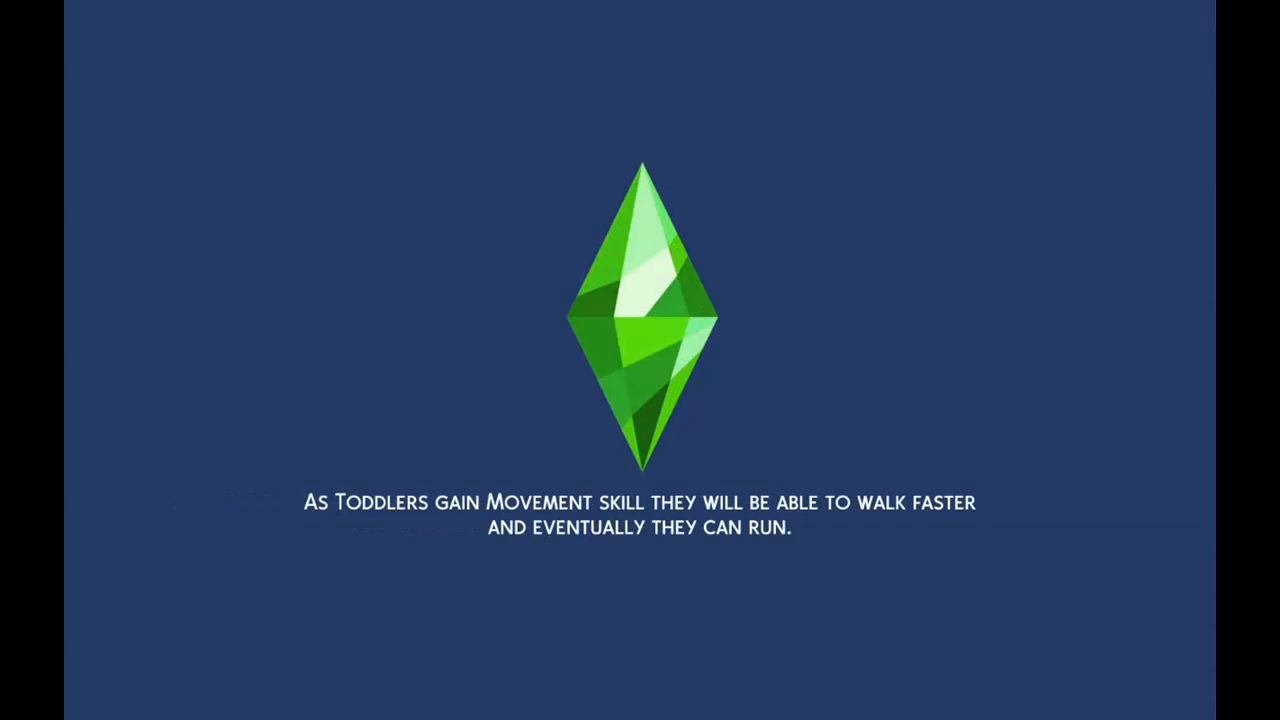 As Toddlers gain Movement skill they will be able to walk faster
and eventually they can run.